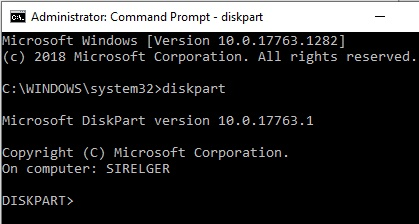 Administrator: Command Prompt - diskpart
Microsoft Windows [Version 10.0.17763.1282]
(c) 2018 Microsoft Corporation. All rights reserved.
C:\WINDOWS\system32>diskpart
Microsoft DiskPart version 10.0.17763.1
Copyright (C) Microsoft Corporation.
On computer: SIRELGER
DISKPART>